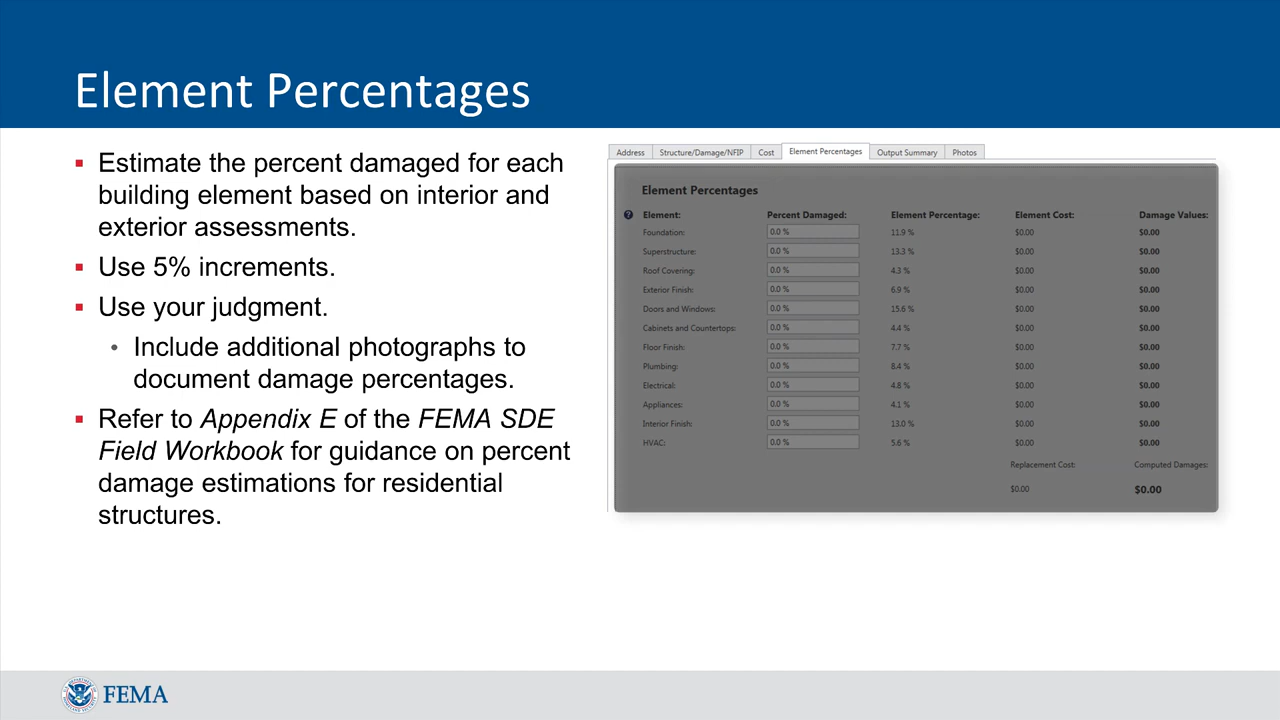 Element Percentages
▪ Estimate the percent damaged for each
building element based on interior and
exterior assessments.
▪ Use 5% increments.
▪ Use your judgment.
• Include additional photographs to
document damage percentages.
▪ Refer to Appendix E of the FEMA SDE
Field Workbook for guidance on percent
damage estimations for residential
structures.
Address Structure/Damage/NFIP Cost Element Percentages Output Summary Photos
Element Percentages
? Element: Percent Damaged: Element Percentage: Element Cost: Damage Values:
Foundation: 0.0 % 11.9 % $0.00 $0.00
Superstructure: 0.0 % 13.3 % $0.00 $0.00
Roof Covering: 0.0 % 4.3 % $0.00 $0.00
Exterior Finish: 0.0 % 6.9 % $0.00 $0.00
Doors and Windows: 0.0 % 15.6 % $0.00 $0.00
Cabinets and Countertops: 0.0 % 4.4 % $0.00 $0.00
Floor Finish: 0.0 % 7.7 % $0.00 $0.00
Plumbing: 0.0 % 8.4 % $0.00 $0.00
Electrical: 0.0 % 4.8 % $0.00 $0.00
Appliances: 0.0 % 4.1 % $0.00 $0.00
Interior Finish: 0.0 % 13.0 % $0.00 $0.00
HVAC: 0.0 % 5.6 % $0.00 $0.00
Replacement Cost: Computed Damages:
$0.00 $0.00
FEMA